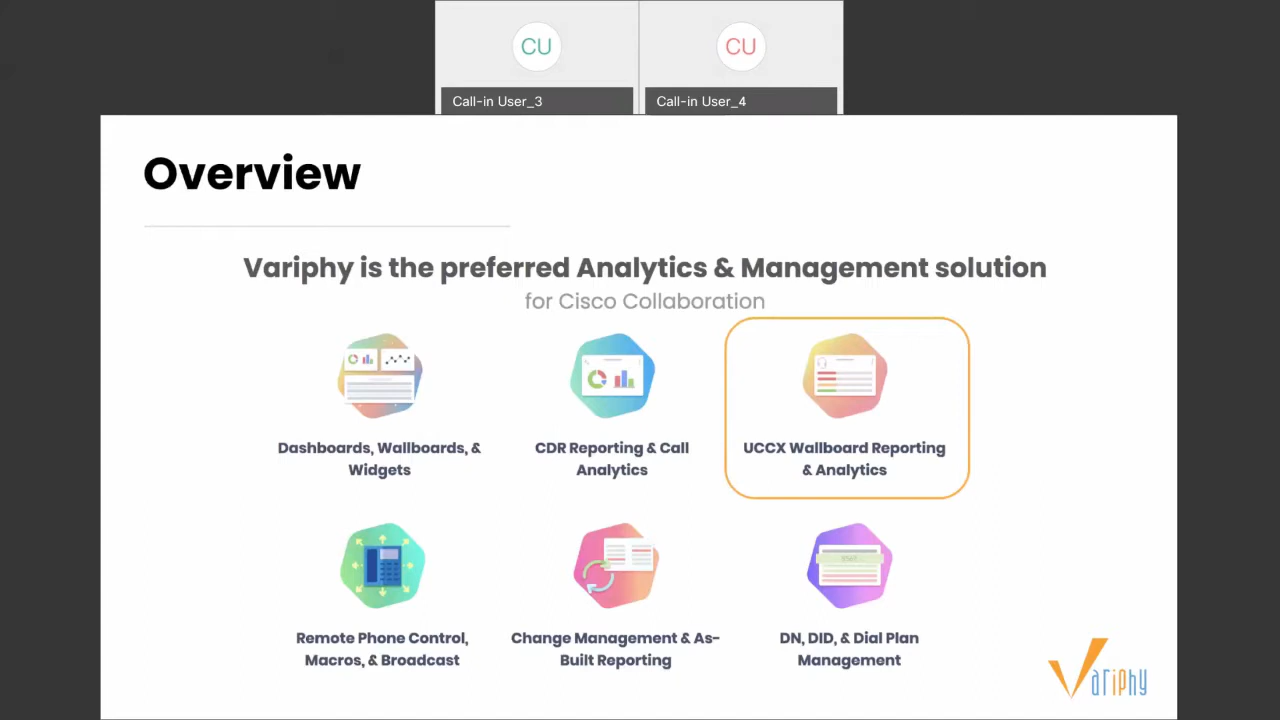 CU CU
Call-in User_3 Call-in User_4
Overview
Variphy is the preferred Analytics & Management solution
for Cisco Collaboration
Dashboards, Wallboards, &
Widgets
CDR Reporting & Call
Analytics
UCCX Wallboard Reporting
& Analytics
Remote Phone Control,
Macros, & Broadcast
Change Management & As-
Built Reporting
DN, DID, & Dial Plan
Management
Variphy